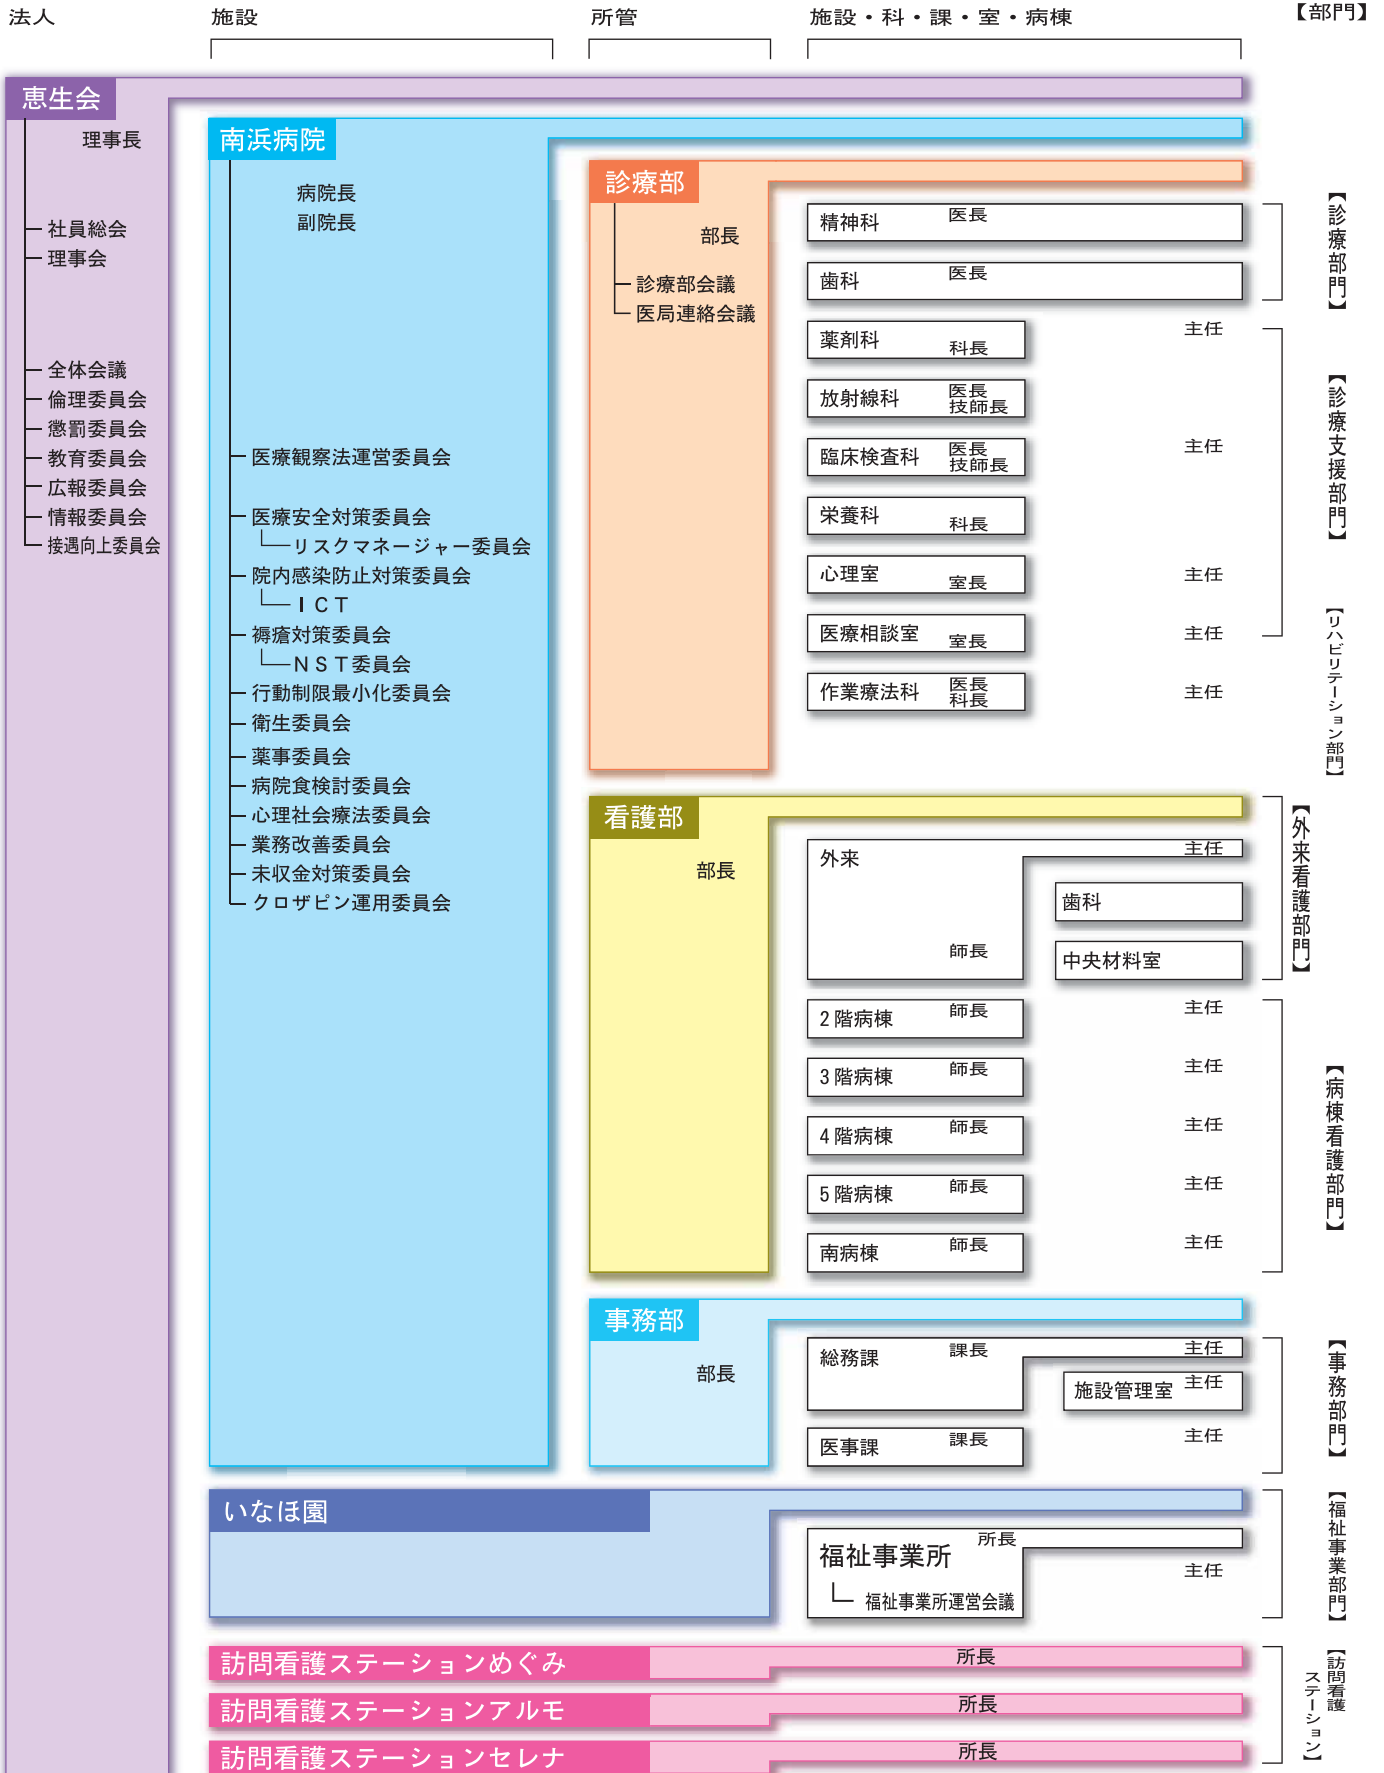 法人
施設
所管
施設・科・課・室・病棟
【部門】
恵生会
理事長
社員総会
理事会
全体会議
倫理委員会
懲罰委員会
教育委員会
広報委員会
情報委員会
接遇向上委員会
南浜病院
病院長
副院長
医療観察法運営委員会
医療安全対策委員会
リスクマネージャー委員会
院内感染防止対策委員会
ICT
褥瘡対策委員会
NST委員会
行動制限最小化委員会
衛生委員会
薬事委員会
病院食検討委員会
心理社会療法委員会
業務改善委員会
未収金対策委員会
クロザピン運用委員会
診療部
部長
診療部会議
医局連絡会議
精神科 医長
歯科 医長
【診療部門】
薬剤科 科長 主任
放射線科 医長
技師長
臨床検査科 医長 主任
技師長
栄養科 科長
心理室 室長 主任
医療相談室 室長 主任
【診療支援部門】
作業療法科 医長 主任
科長
【リハビリテーション部門】
看護部
部長
外来 主任
師長
歯科
中央材料室
【外来看護部門】
2階病棟 師長 主任
3階病棟 師長 主任
4階病棟 師長 主任
5階病棟 師長 主任
南病棟 師長 主任
【病棟看護部門】
事務部
部長
総務課 課長 主任
施設管理室 主任
医事課 課長 主任
【事務部門】
いなほ園
福祉事業所 所長
主任
福祉事業所運営会議
【福祉事業部門】
訪問看護ステーションめぐみ 所長
訪問看護ステーションアルモ 所長
訪問看護ステーションセレナ 所長
【訪問看護
ステーション】